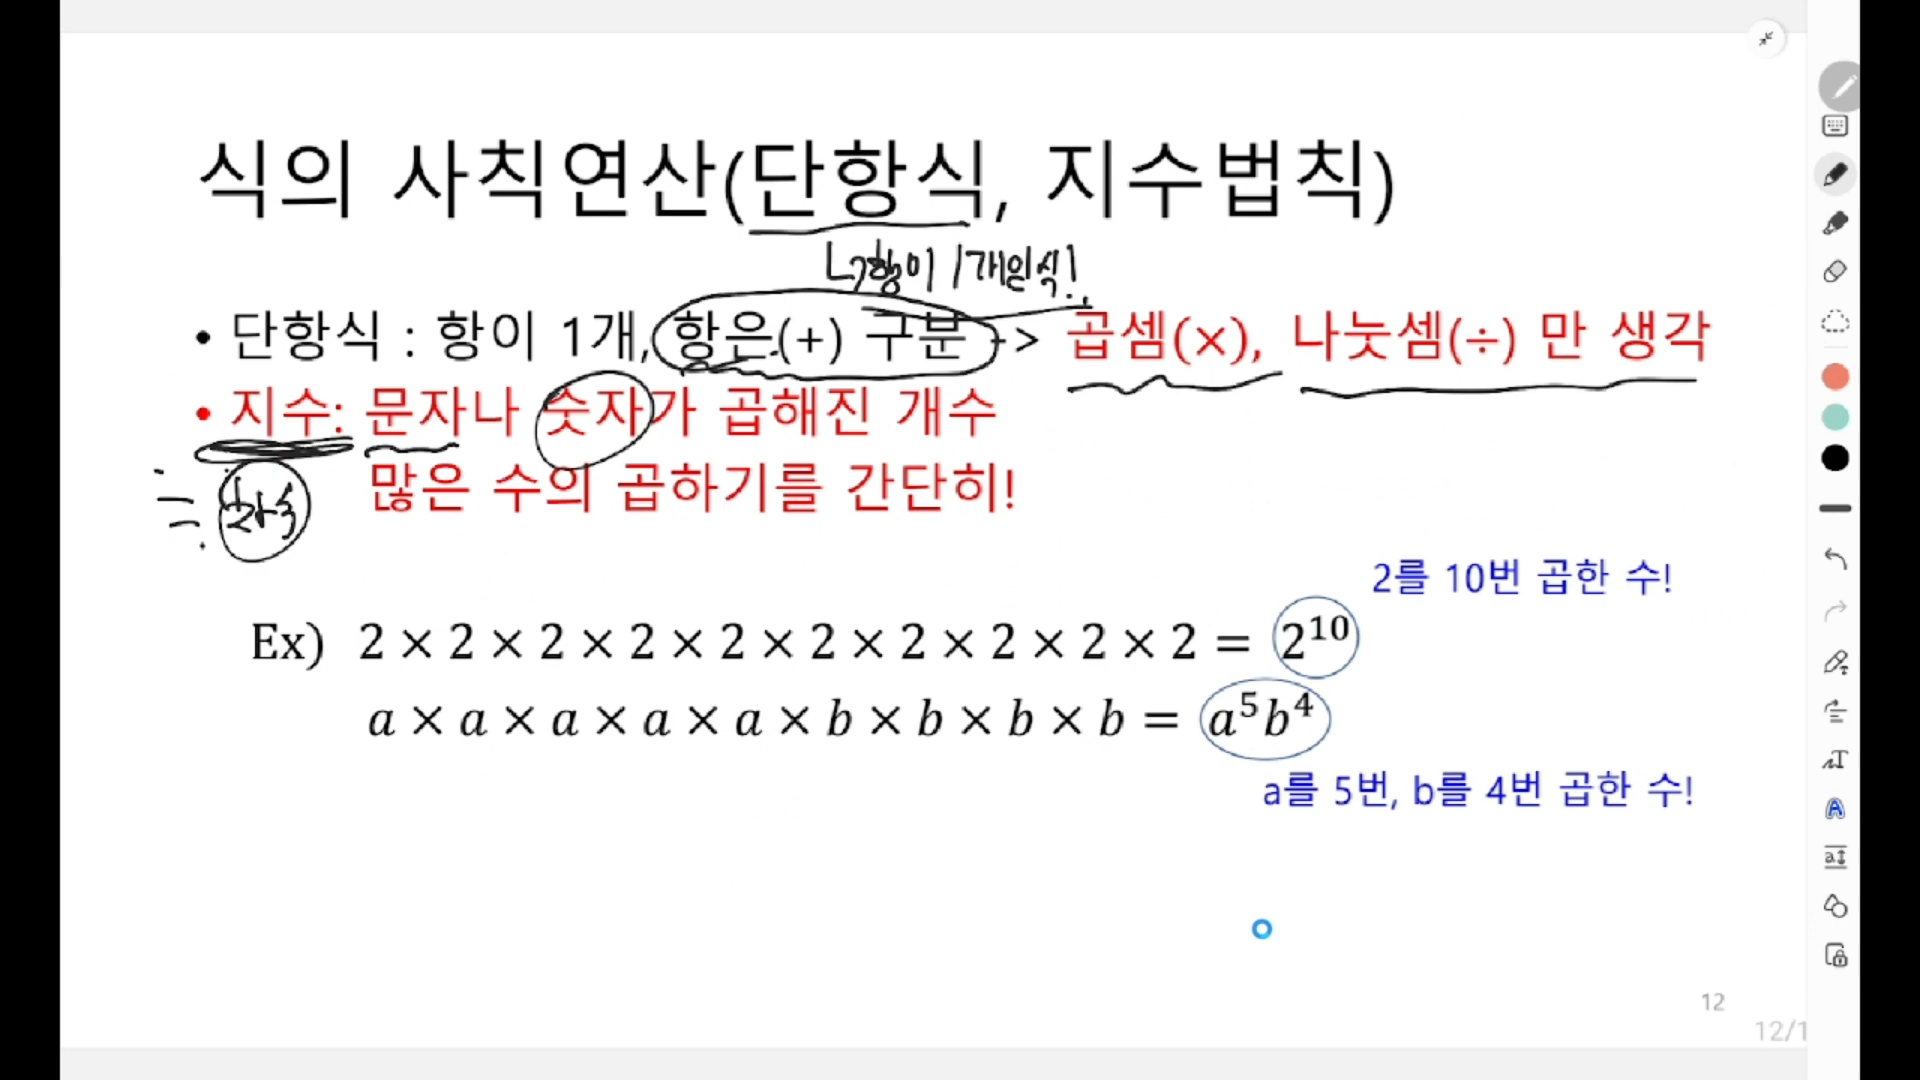 식의 사칙연산(단항식, 지수법칙)
항이 1개인식!
• 단항식 : 항이 1개, 항은(+) 구분 -> 곱셈(×), 나눗셈(÷) 만 생각
• 지수: 문자나 숫자가 곱해진 개수
많은 수의 곱하기를 간단히!
2를 10번 곱한 수!
Ex) 2 × 2 × 2 × 2 × 2 × 2 × 2 × 2 × 2 × 2 = 2¹⁰
a × a × a × a × a × b × b × b × b = a⁵b⁴
a를 5번, b를 4번 곱한 수!
12
12/1